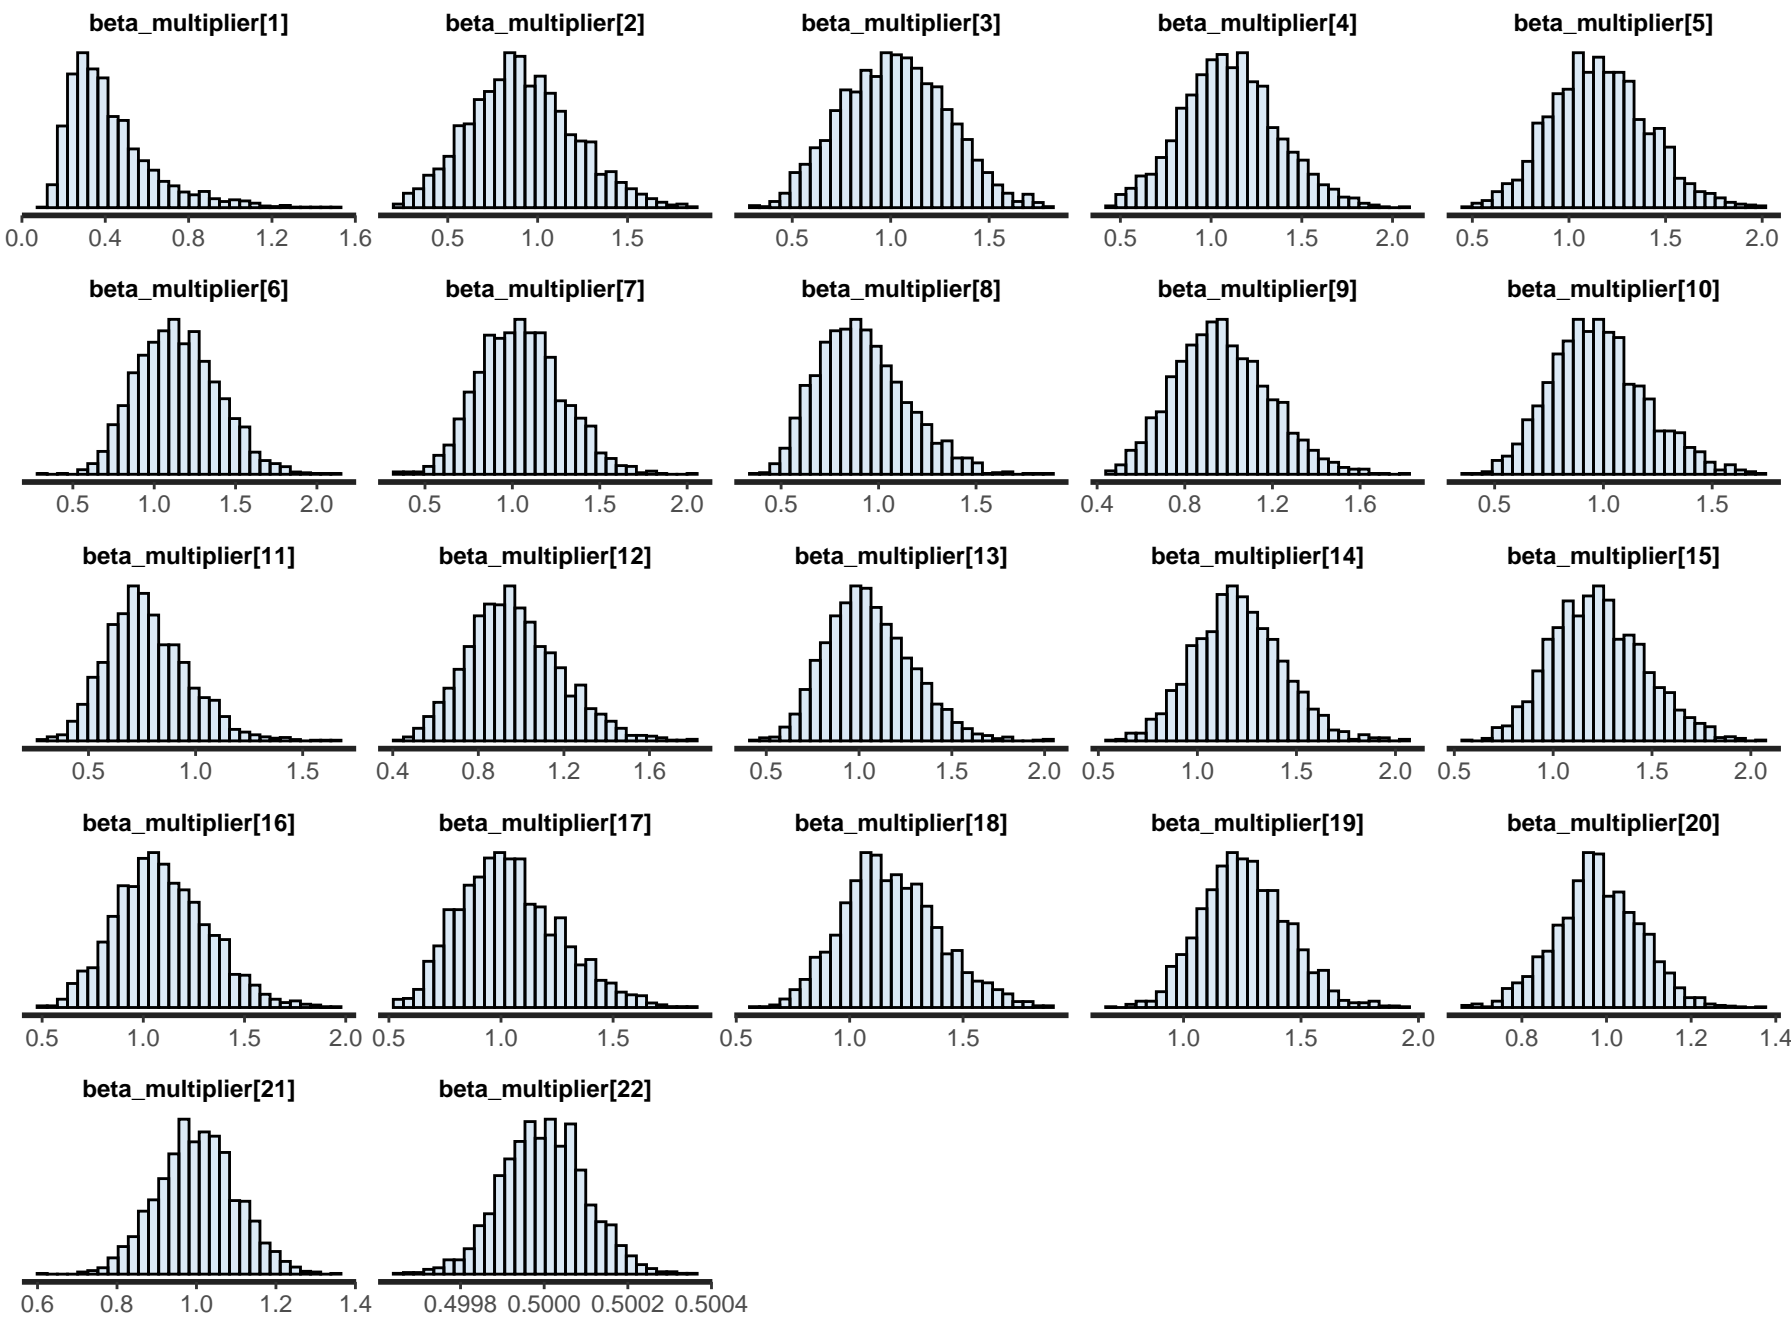 beta_multiplier[1] beta_multiplier[2] beta_multiplier[3] beta_multiplier[4] beta_multiplier[5]
0.0 0.4 0.8 1.2 1.6 0.5 1.0 1.5 0.5 1.0 1.5 0.5 1.0 1.5 2.0 0.5 1.0 1.5 2.0
beta_multiplier[6] beta_multiplier[7] beta_multiplier[8] beta_multiplier[9] beta_multiplier[10]
0.5 1.0 1.5 2.0 0.5 1.0 1.5 2.0 0.5 1.0 1.5 0.4 0.8 1.2 1.6 0.5 1.0 1.5
beta_multiplier[11] beta_multiplier[12] beta_multiplier[13] beta_multiplier[14] beta_multiplier[15]
0.5 1.0 1.5 0.4 0.8 1.2 1.6 0.5 1.0 1.5 2.0 0.5 1.0 1.5 2.0 0.5 1.0 1.5 2.0
beta_multiplier[16] beta_multiplier[17] beta_multiplier[18] beta_multiplier[19] beta_multiplier[20]
0.5 1.0 1.5 2.0 0.5 1.0 1.5 0.5 1.0 1.5 1.0 1.5 2.0 0.8 1.0 1.2 1.4
beta_multiplier[21] beta_multiplier[22]
0.6 0.8 1.0 1.2 1.4 0.4998 0.5000 0.5002 0.5004